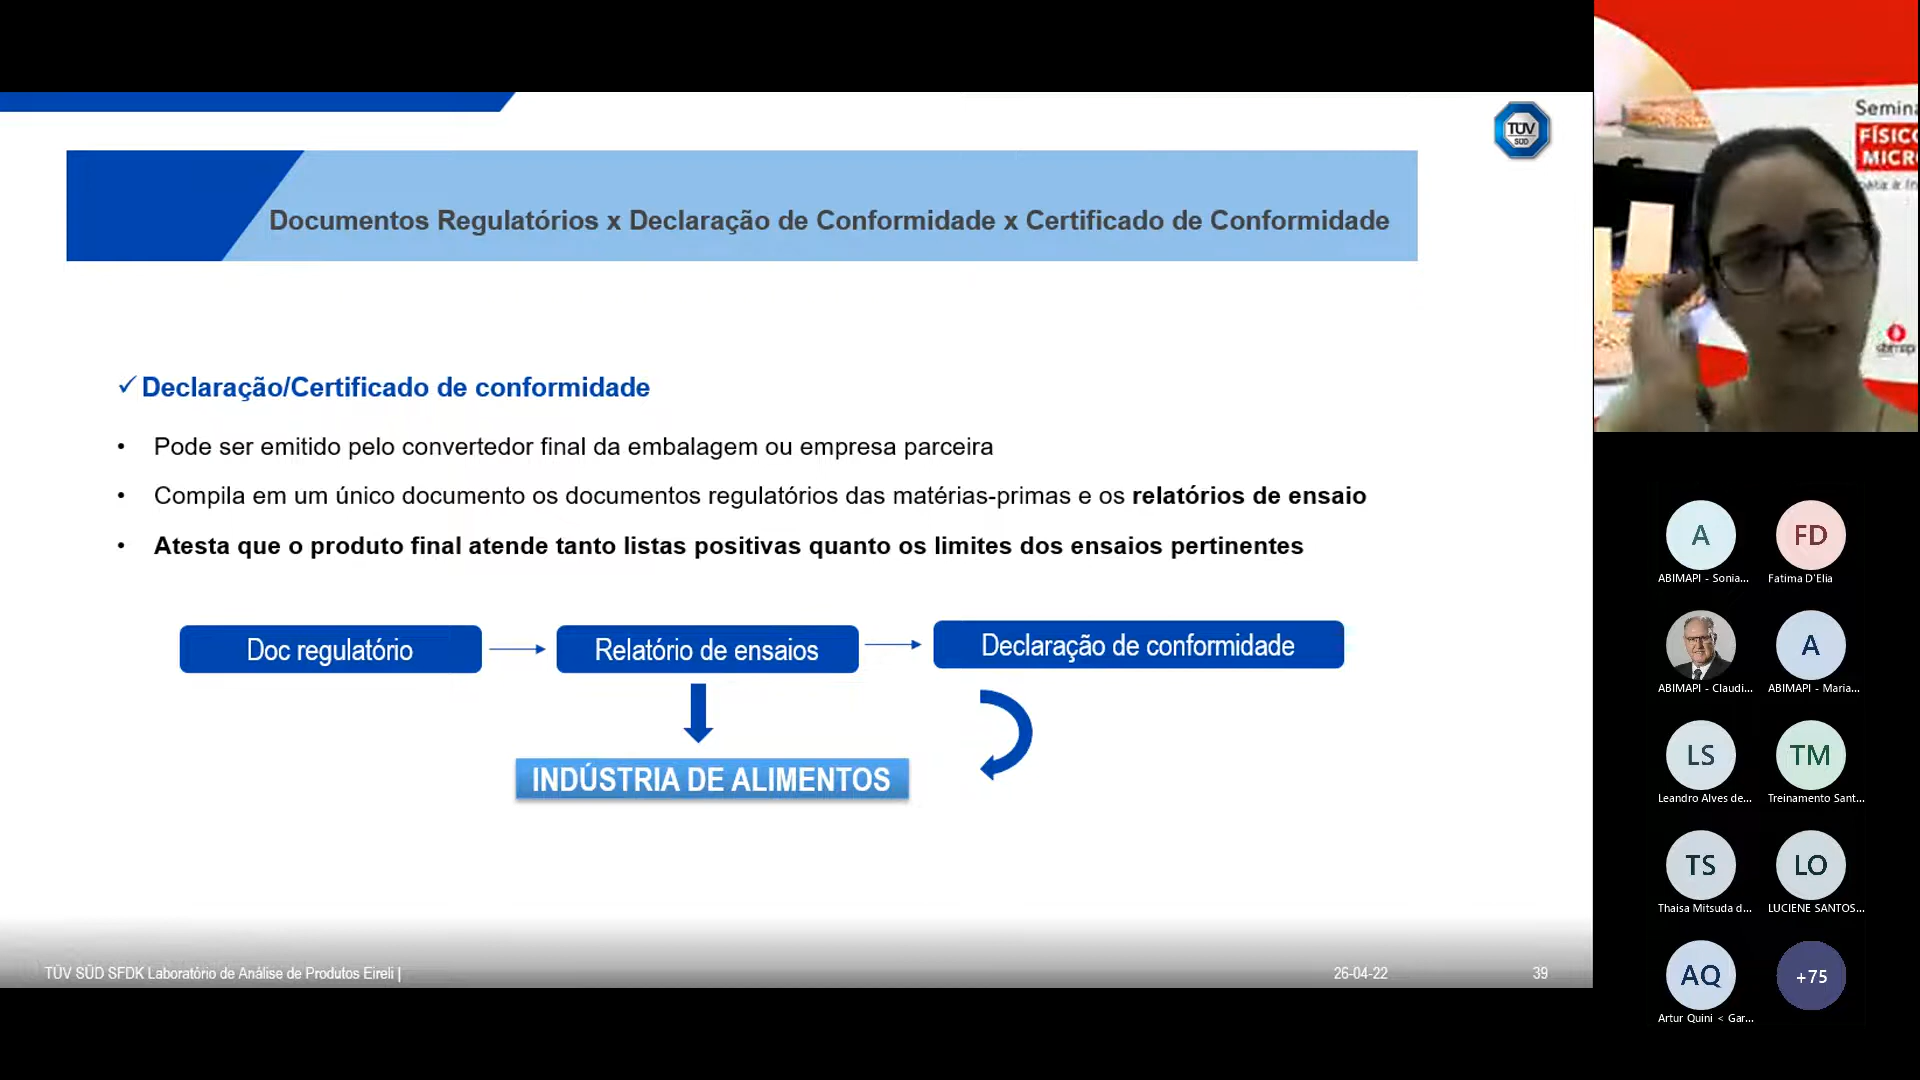 TÜV
SÜD
Documentos Regulatórios x Declaração de Conformidade x Certificado de Conformidade
✓ Declaração/Certificado de conformidade
• Pode ser emitido pelo convertedor final da embalagem ou empresa parceira
• Compila em um único documento os documentos regulatórios das matérias-primas e os relatórios de ensaio
• Atesta que o produto final atende tanto listas positivas quanto os limites dos ensaios pertinentes
Doc regulatório
Relatório de ensaios
Declaração de conformidade
INDÚSTRIA DE ALIMENTOS
TÜV SÜD SFDK Laboratório de Análise de Produtos Eireli |
26-04-22
39
Semina
FÍSICO
MICR
abimapi
A
FD
ABIMAPI - Sonia...
Fatima D'Elia
A
ABIMAPI - Claudi...
ABIMAPI - Maria...
LS
TM
Leandro Alves de...
Treinamento Sant...
TS
LO
Thaisa Mitsuda d...
LUCIENE SANTOS...
AQ
+75
Artur Quini < Gar...